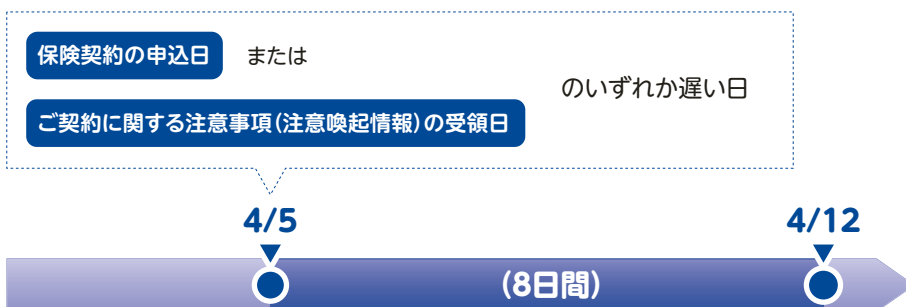 保険契約の申込日 または
のいずれか遅い日
ご契約に関する注意事項(注意喚起情報)の受領日
4/5 4/12
(8日間)